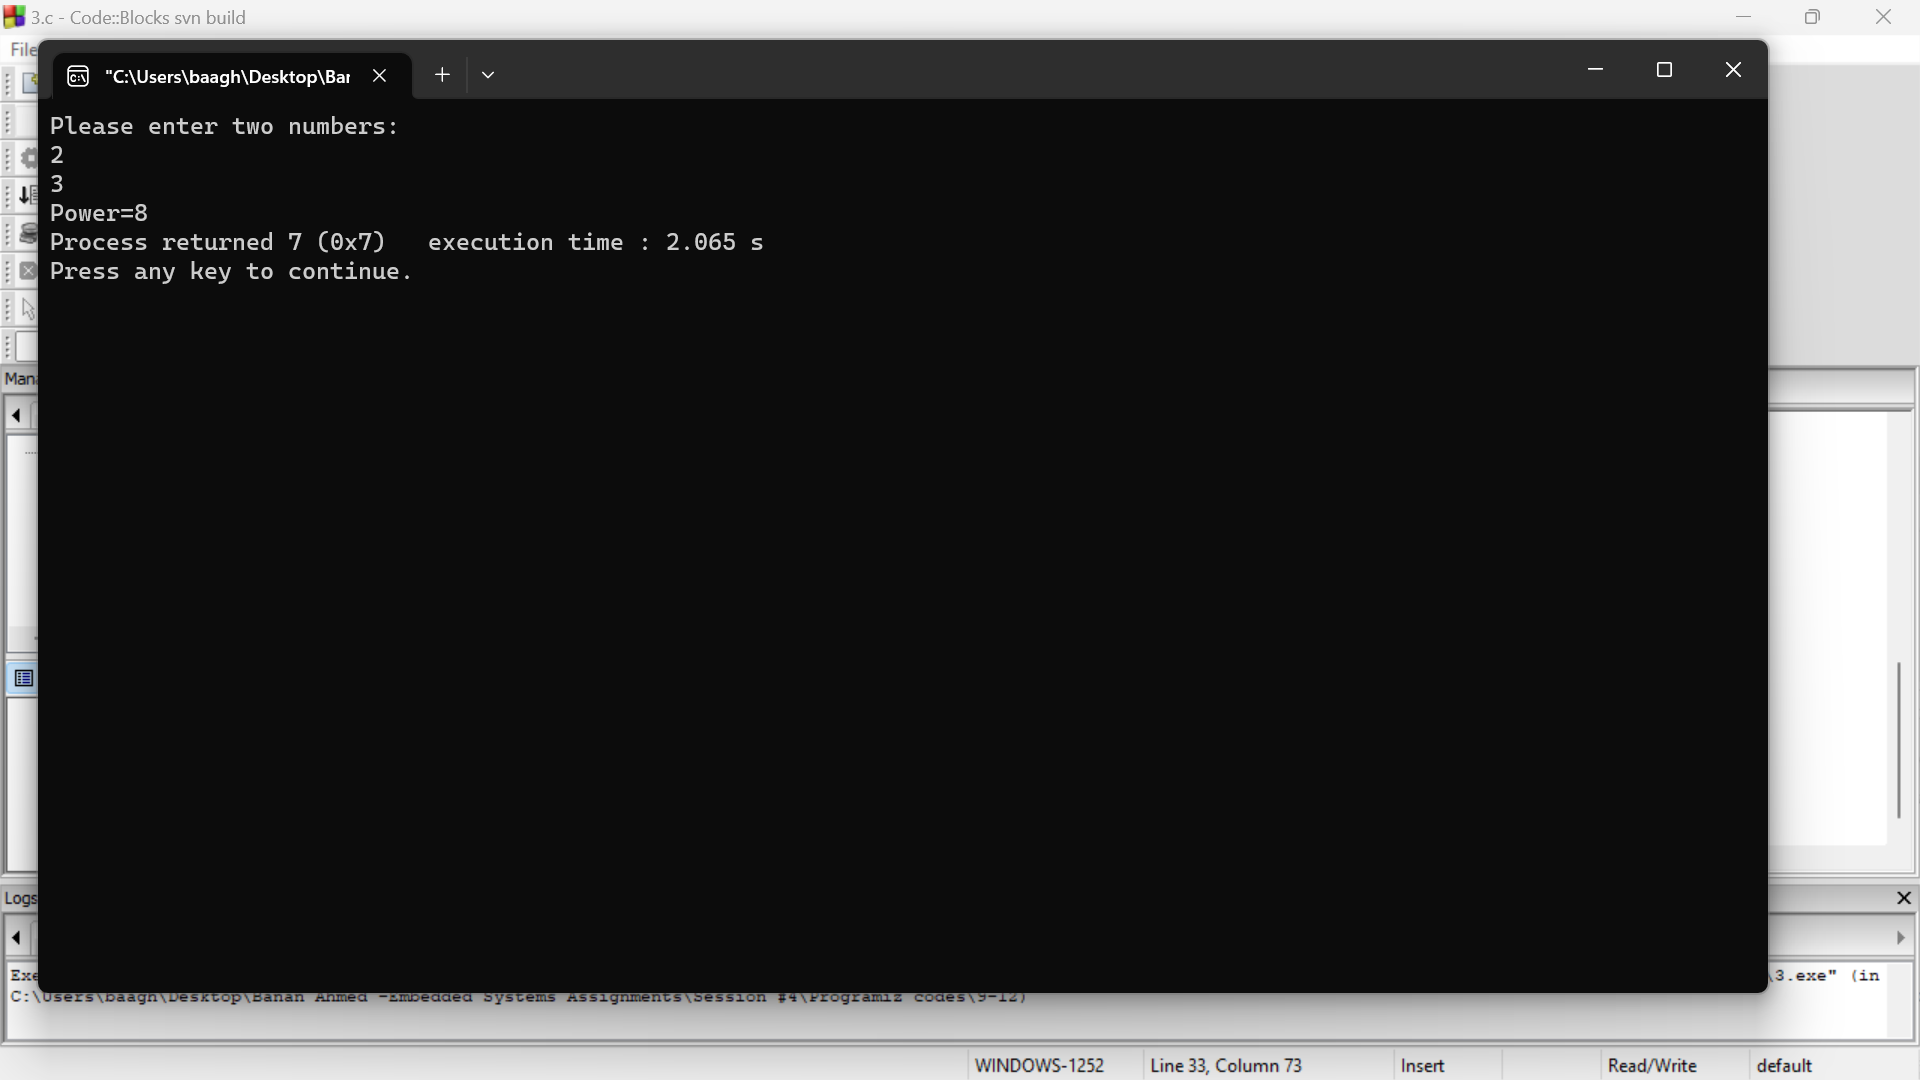 3.c - Code::Blocks svn build
File
"C:\Users\baagh\Desktop\Bar
Please enter two numbers:
2
3
Power=8
Process returned 7 (0x7)   execution time : 2.065 s
Press any key to continue.
Mana
Logs
Exe
\3.exe" (in
C:\Users\baagh\Desktop\Banan Ahmed -Embedded Systems Assignments\Session #4\Programiz codes\9-12)
WINDOWS-1252 Line 33, Column 73 Insert Read/Write default